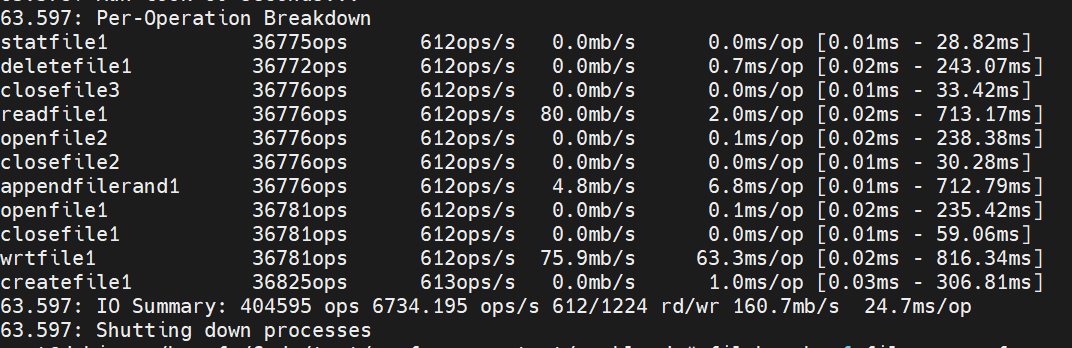 63.597: Per-Operation Breakdown
statfile1 36775ops 612ops/s 0.0mb/s 0.0ms/op [0.01ms - 28.82ms]
deletefile1 36772ops 612ops/s 0.0mb/s 0.7ms/op [0.02ms - 243.07ms]
closefile3 36776ops 612ops/s 0.0mb/s 0.0ms/op [0.01ms - 33.42ms]
readfile1 36776ops 612ops/s 80.0mb/s 2.0ms/op [0.02ms - 713.17ms]
openfile2 36776ops 612ops/s 0.0mb/s 0.1ms/op [0.02ms - 238.38ms]
closefile2 36776ops 612ops/s 0.0mb/s 0.0ms/op [0.01ms - 30.28ms]
appendfilerand1 36776ops 612ops/s 4.8mb/s 6.8ms/op [0.01ms - 712.79ms]
openfile1 36781ops 612ops/s 0.0mb/s 0.1ms/op [0.02ms - 235.42ms]
closefile1 36781ops 612ops/s 0.0mb/s 0.0ms/op [0.01ms - 59.06ms]
wrtfile1 36781ops 612ops/s 75.9mb/s 63.3ms/op [0.02ms - 816.34ms]
createfile1 36825ops 613ops/s 0.0mb/s 1.0ms/op [0.03ms - 306.81ms]
63.597: IO Summary: 404595 ops 6734.195 ops/s 612/1224 rd/wr 160.7mb/s 24.7ms/op
63.597: Shutting down processes